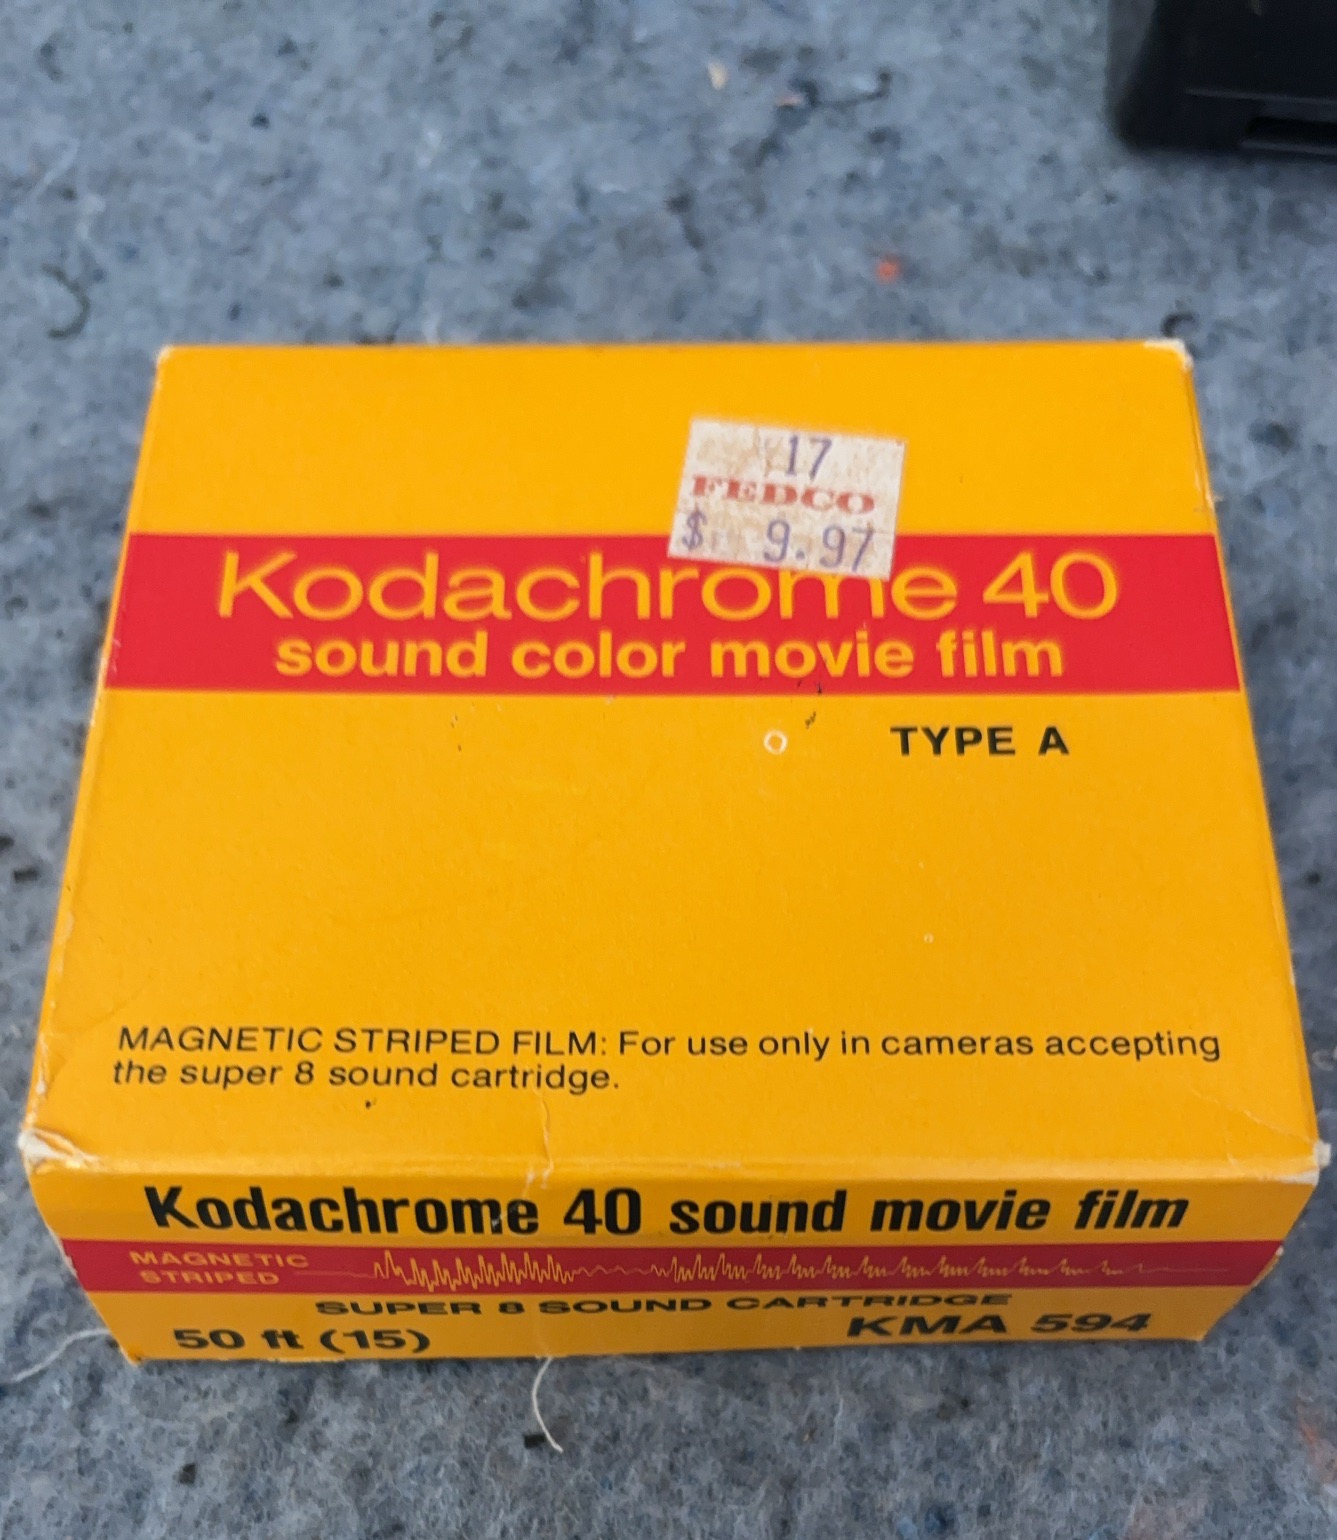 17
FEDCO
$ 9.97
Kodachrome 40
sound color movie film
TYPE A
MAGNETIC STRIPED FILM: For use only in cameras accepting
the super 8 sound cartridge.
Kodachrome 40 sound movie film
MAGNETIC
STRIPED
SUPER 8 SOUND CARTRIDGE
50 ft (15) KMA 594